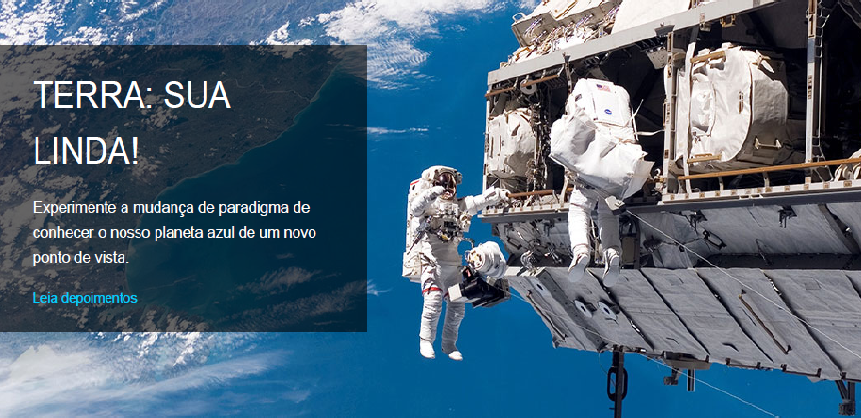 TERRA: SUA
LINDA!
Experimente a mudança de paradigma de
conhecer o nosso planeta azul de um novo
ponto de vista.
Leia depoimentos